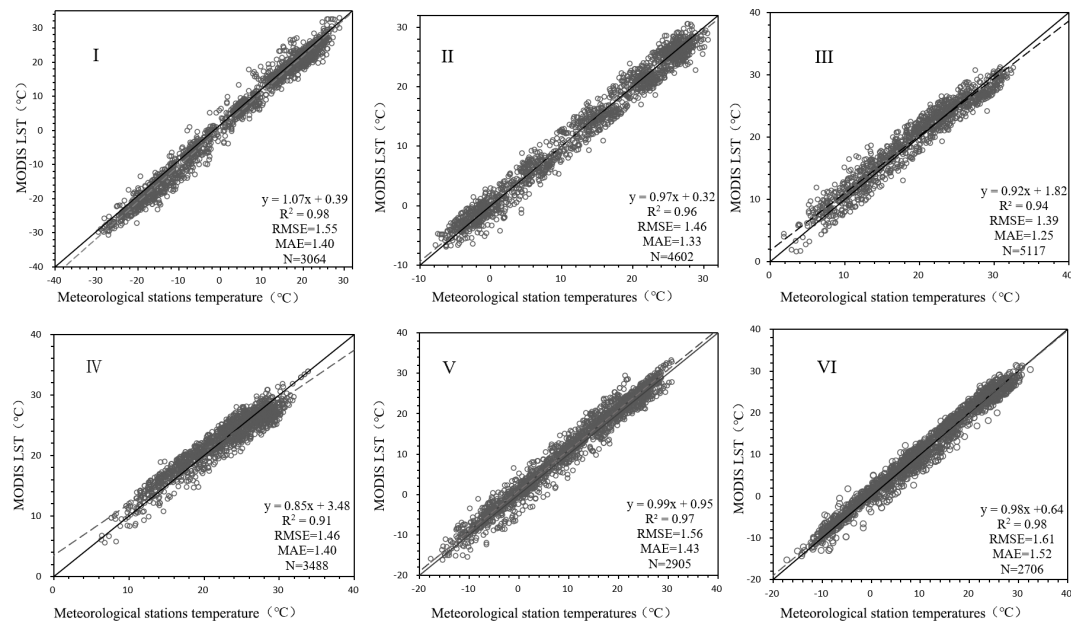 I
30
20
10
0
-10
-20
-30
-40
-40
-30
-20
-10
0
10
20
30
MODIS LST（℃）
y = 1.07x + 0.39
R² = 0.98
RMSE=1.55
MAE=1.40
N=3064
Meteorological stations temperature（℃）
II
30
20
10
0
-10
-10
0
10
20
30
MODIS LST（℃）
y = 0.97x + 0.32
R² = 0.96
RMSE= 1.46
MAE=1.33
N=4602
Meteorological station temperatures（℃）
III
40
30
20
10
0
0
10
20
30
40
MODIS LST（℃）
y = 0.92x + 1.82
R² = 0.94
RMSE = 1.39
MAE=1.25
N=5117
Meteorological station temperatures（℃）
IV
40
30
20
10
0
0
10
20
30
40
MODIS LST（℃）
y = 0.85x + 3.48
R² = 0.91
RMSE=1.46
MAE=1.40
N=3488
Meteorological stations temperature（℃）
V
40
30
20
10
0
-10
-20
-20
-10
0
10
20
30
40
MODIS LST（℃）
y = 0.99x + 0.95
R² = 0.97
RMSE=1.56
MAE=1.43
N=2905
Meteorological stations temperature（℃）
VI
40
30
20
10
0
-10
-20
-20
-10
0
10
20
30
40
MODIS LST（℃）
y = 0.98x +0.64
R² = 0.98
RMSE=1.61
MAE=1.52
N=2706
Meteorological stations temperature（℃）